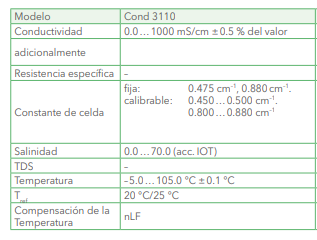 Modelo Cond 3110
Conductividad 0.0…1000 mS/cm ±0.5 % del valor
adicionalmente
Resistencia específica –
fija: 0.475 cm⁻¹, 0.880 cm⁻¹.
calibrable: 0.450…0.500 cm⁻¹
Constante de celda 0.800…0.880 cm⁻¹
Salinidad 0.0…70.0 (acc. IOT)
TDS –
Temperatura –5.0…105.0 °C ±0.1 °C
T ref. 20 °C/25 °C
Compensación de la
Temperatura nLF